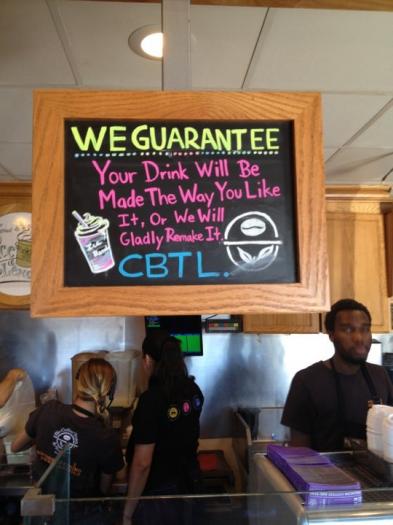 WE GUARANTEE
Your Drink Will Be
Made The Way You Like
It, Or We Will
Gladly Remake It.
CBTL.